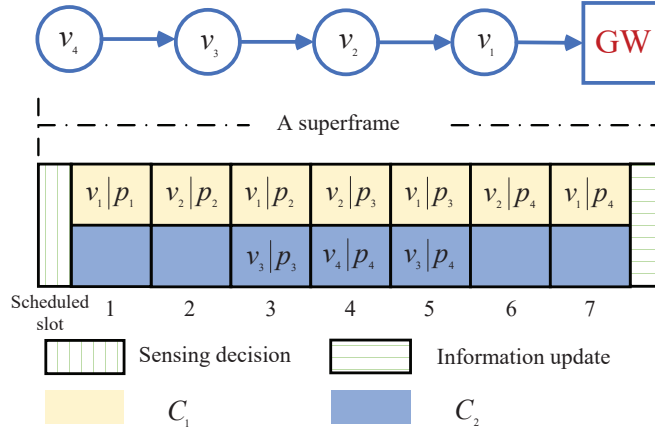 v₄ v₃ v₂ v₁ GW
A superframe
v₁|p₁ v₂|p₂ v₁|p₂ v₂|p₃ v₁|p₃ v₂|p₄ v₁|p₄
v₃|p₃ v₄|p₄ v₃|p₄
Scheduled
slot 1 2 3 4 5 6 7
Sensing decision Information update
C₁ C₂